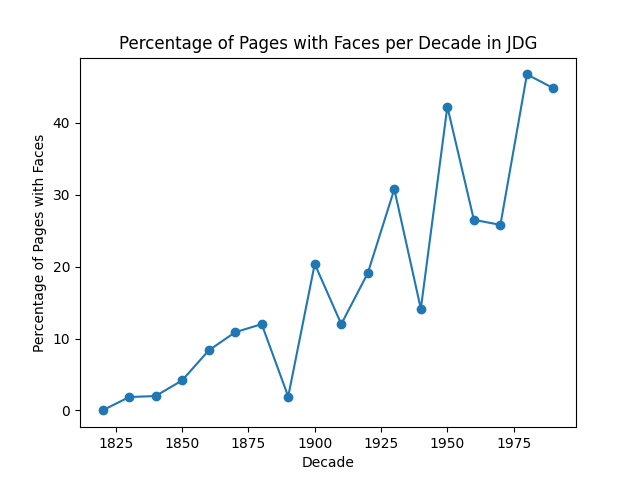 Percentage of Pages with Faces per Decade in JDG
Percentage of Pages with Faces
40
30
20
10
0
1825 1850 1875 1900 1925 1950 1975
Decade